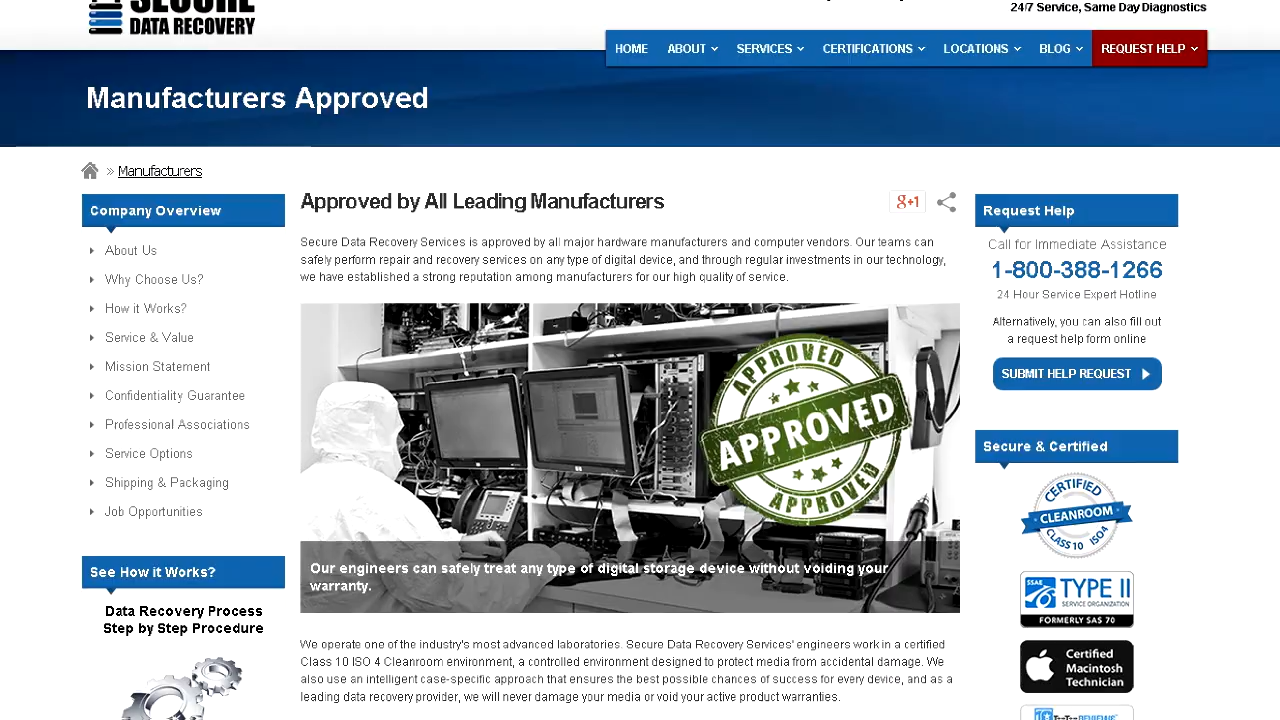 SECURE
DATA RECOVERY
24/7 Service, Same Day Diagnostics
HOME ABOUT SERVICES CERTIFICATIONS LOCATIONS BLOG REQUEST HELP
Manufacturers Approved
» Manufacturers
Company Overview
About Us
Why Choose Us?
How it Works?
Service & Value
Mission Statement
Confidentiality Guarantee
Professional Associations
Service Options
Shipping & Packaging
Job Opportunities
See How it Works?
Data Recovery Process
Step by Step Procedure
Approved by All Leading Manufacturers
g+1
Secure Data Recovery Services is approved by all major hardware manufacturers and computer vendors. Our teams can
safely perform repair and recovery services on any type of digital device, and through regular investments in our technology,
we have established a strong reputation among manufacturers for our high quality of service.
APPROVED
APPROVED
APPROVED
Our engineers can safely treat any type of digital storage device without voiding your
warranty.
We operate one of the industry's most advanced laboratories. Secure Data Recovery Services' engineers work in a certified
Class 10 ISO 4 Cleanroom environment, a controlled environment designed to protect media from accidental damage. We
also use an intelligent case-specific approach that ensures the best possible chances of success for every device, and as a
leading data recovery provider, we will never damage your media or void your active product warranties.
Request Help
Call for Immediate Assistance
1-800-388-1266
24 Hour Service Expert Hotline
Alternatively, you can also fill out
a request help form online
SUBMIT HELP REQUEST
Secure & Certified
CERTIFIED
CLEANROOM
CLASS 10 ISO4
SSAE
TYPE II
SERVICE ORGANIZATION
FORMERLY SAS 70
Certified
Macintosh
Technician